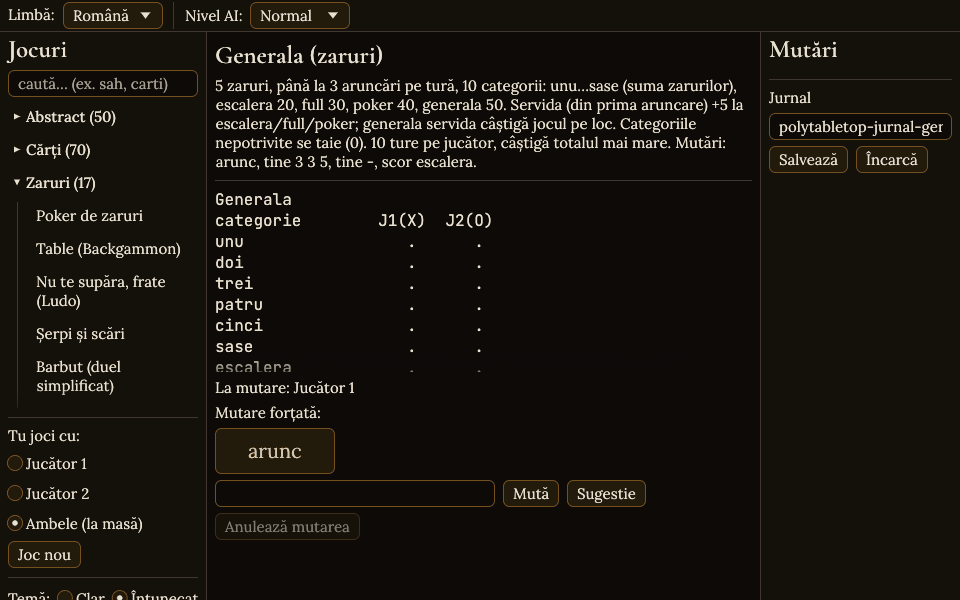 Limbă: Română Nivel AI: Normal
Jocuri
caută... (ex. sah, carti)
Abstract (50)
Cărți (70)
Zaruri (17)
Poker de zaruri
Table (Backgammon)
Nu te supăra, frate
(Ludo)
Șerpi și scări
Barbut (duel
simplificat)
Tu joci cu:
Jucător 1
Jucător 2
Ambele (la masă)
Joc nou
Temă: Clar Întunecat
Generala (zaruri)
5 zaruri, până la 3 aruncări pe tură, 10 categorii: unu...sase (suma zarurilor),
escalera 20, full 30, poker 40, generala 50. Servida (din prima aruncare) +5 la
escalera/full/poker; generala servida câștigă jocul pe loc. Categoriile
nepotrivite se taie (0). 10 ture pe jucător, câștigă totalul mai mare. Mutări:
arunc, tine 3 3 5, tine -, scor escalera.
Generala
categorie J1(X) J2(O)
unu . .
doi . .
trei . .
patru . .
cinci . .
sase . .
escalera . .
La mutare: Jucător 1
Mutare forțată:
arunc
Mută Sugestie
Anulează mutarea
Mutări
Jurnal
polytabletop-jurnal-ger
Salvează Încarcă